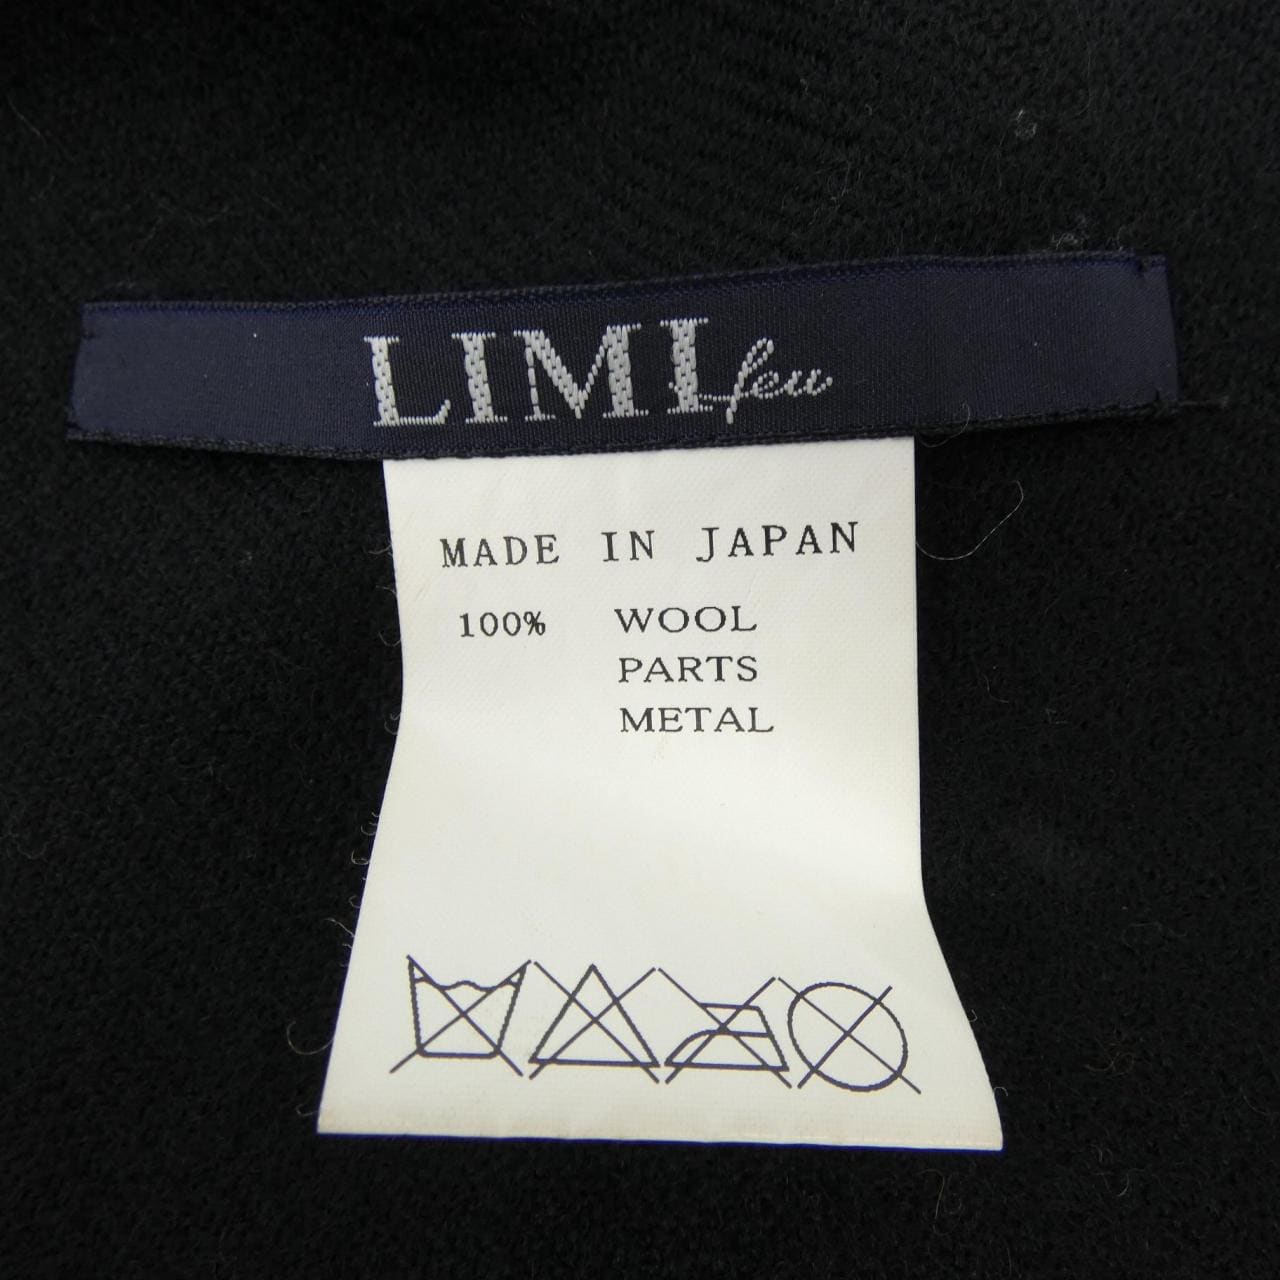 LIMI feu
MADE IN JAPAN
100% WOOL
PARTS
METAL